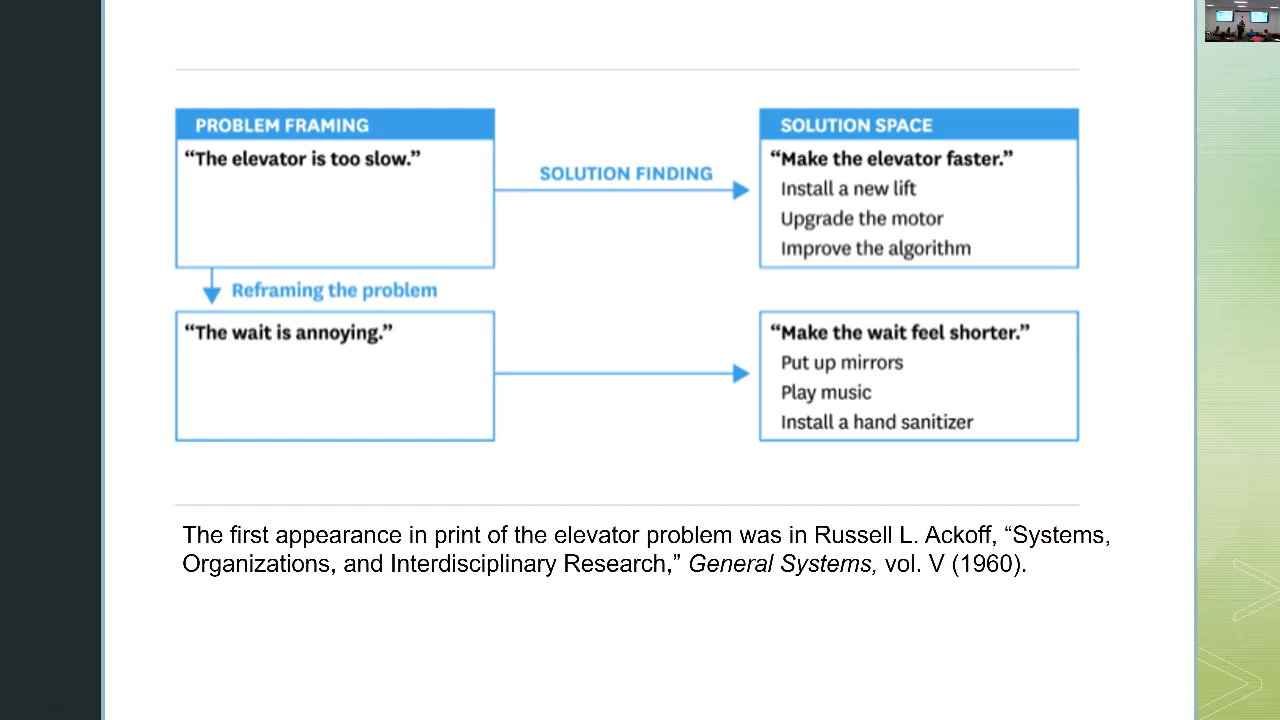 PROBLEM FRAMING
“The elevator is too slow.”
SOLUTION FINDING
SOLUTION SPACE
“Make the elevator faster.”
Install a new lift
Upgrade the motor
Improve the algorithm
Reframing the problem
“The wait is annoying.”
“Make the wait feel shorter.”
Put up mirrors
Play music
Install a hand sanitizer
The first appearance in print of the elevator problem was in Russell L. Ackoff, “Systems,
Organizations, and Interdisciplinary Research,” General Systems, vol. V (1960).